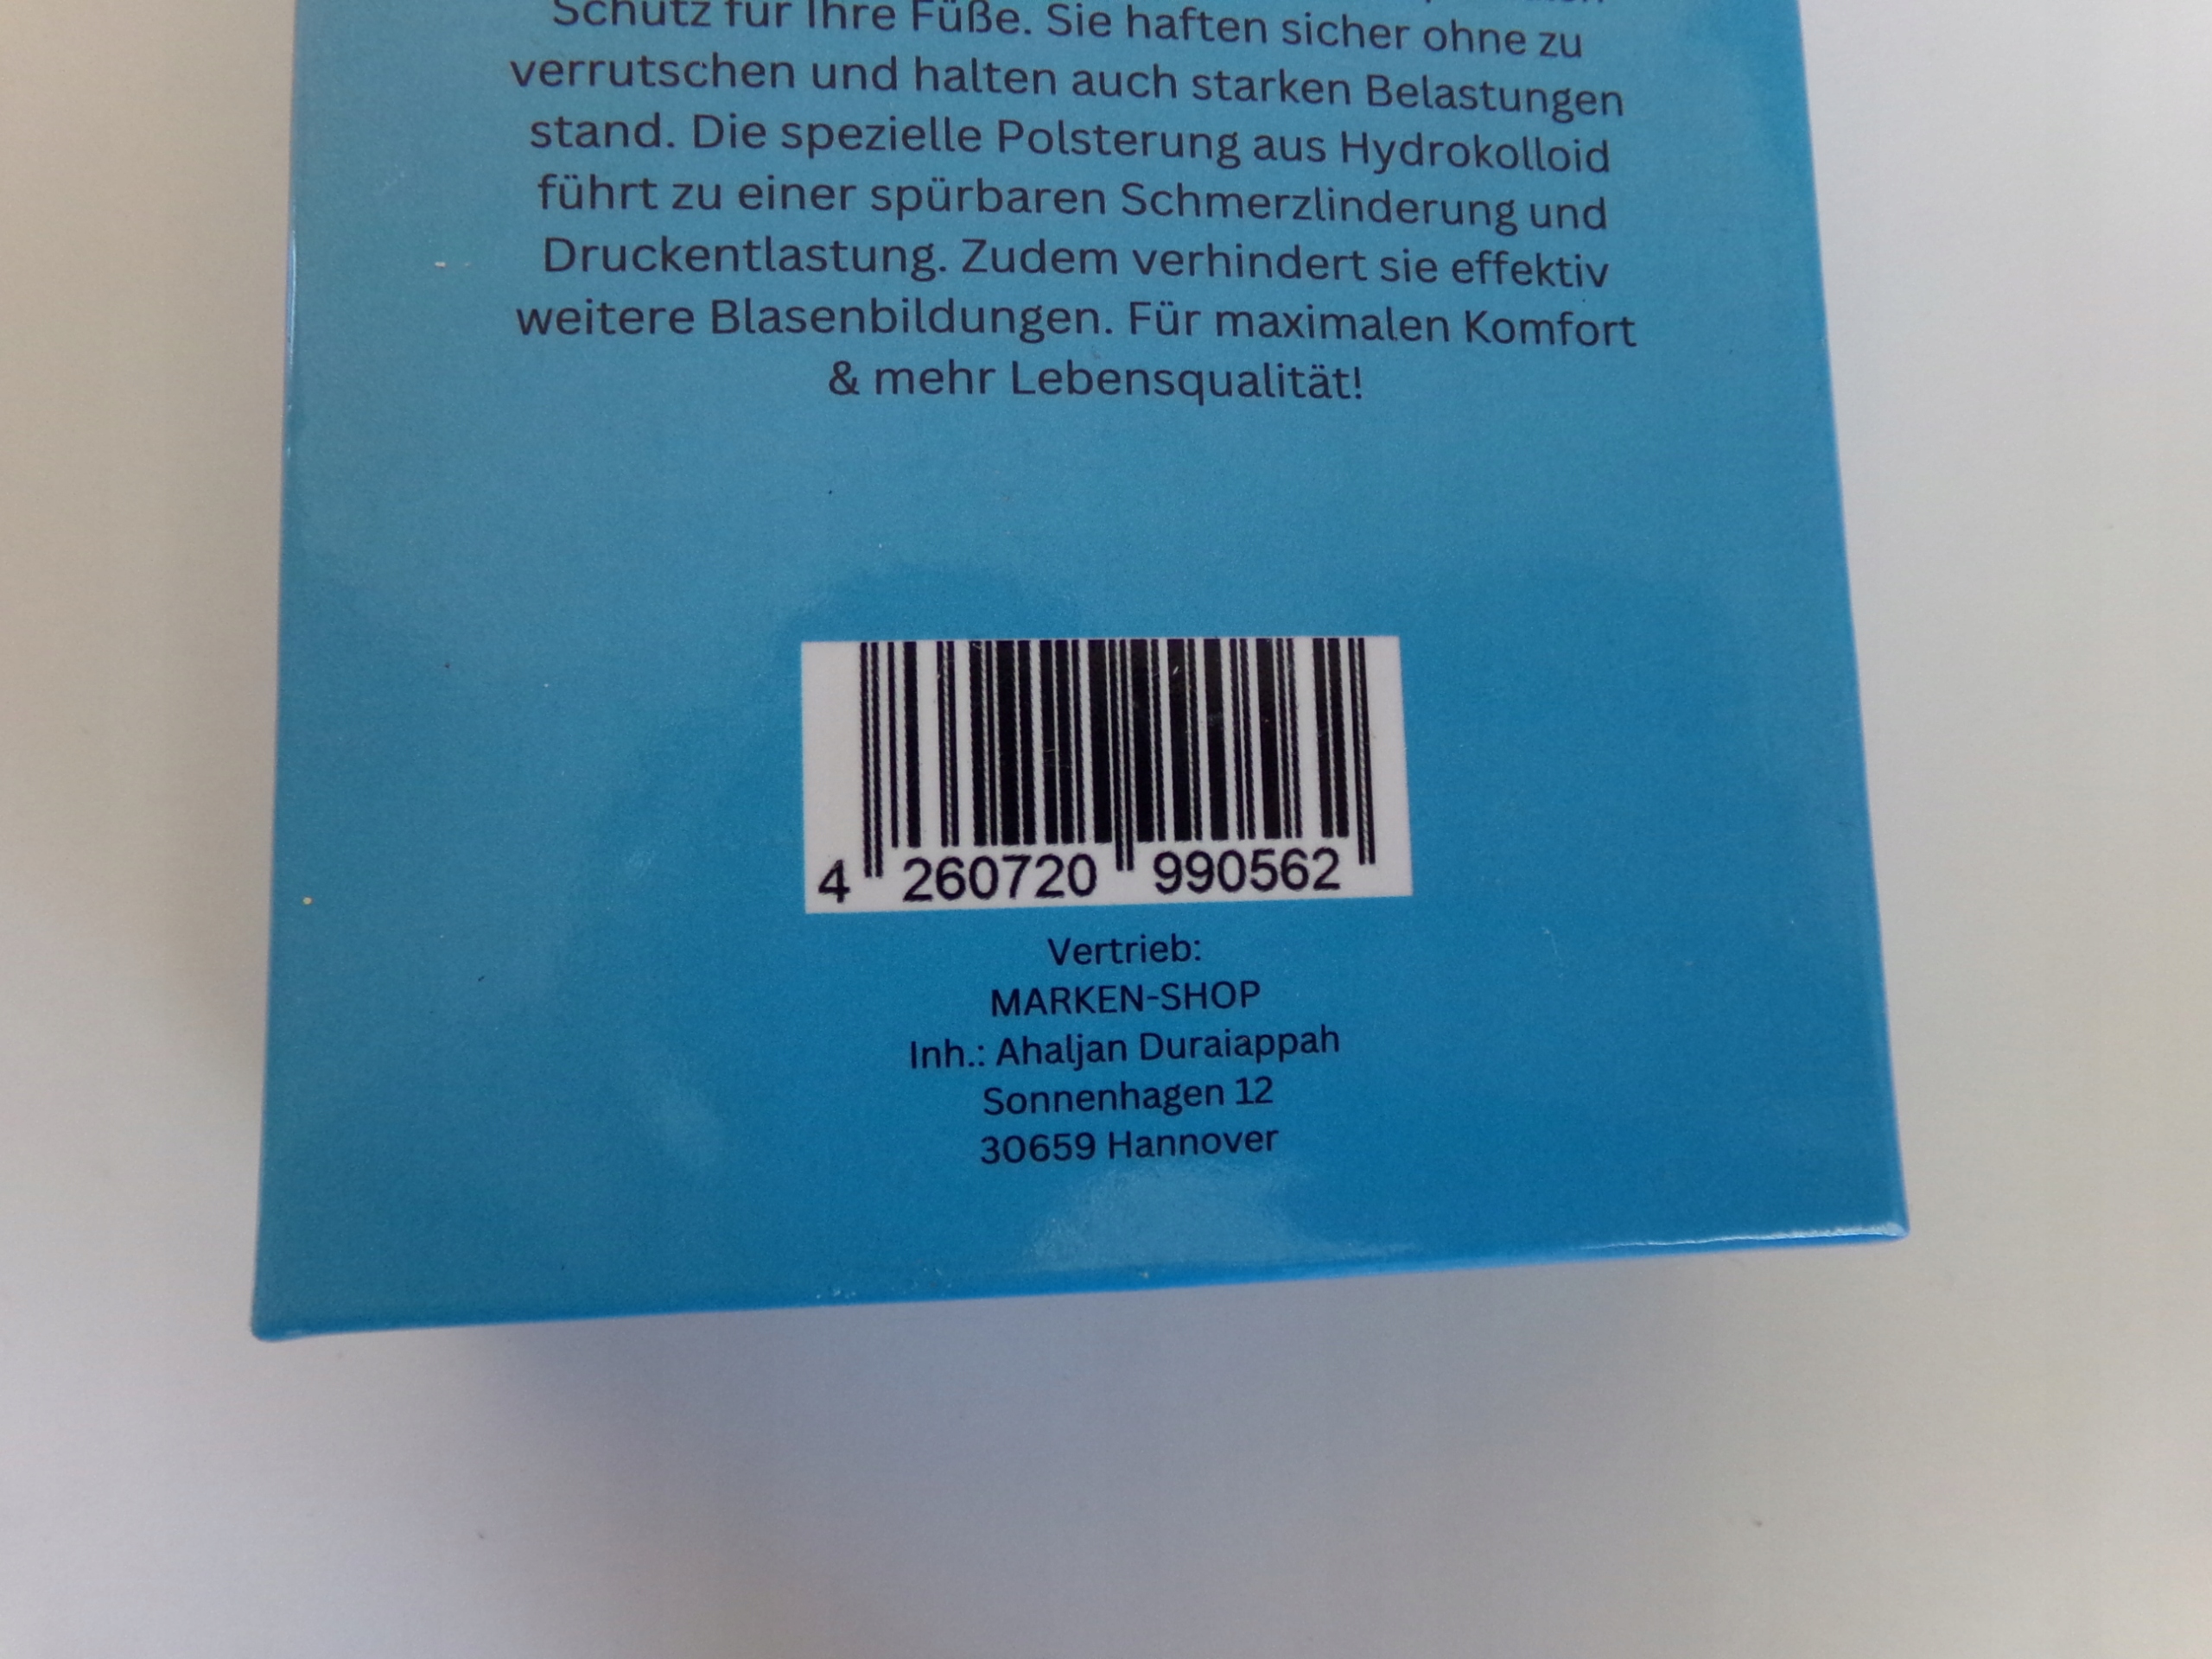 Schutz für Ihre Füße. Sie haften sicher ohne zu
verrutschen und halten auch starken Belastungen
stand. Die spezielle Polsterung aus Hydrokolloid
führt zu einer spürbaren Schmerzlinderung und
Druckentlastung. Zudem verhindert sie effektiv
weitere Blasenbildungen. Für maximalen Komfort
& mehr Lebensqualität!
4 260720 990562
Vertrieb:
MARKEN-SHOP
Inh.: Ahaljan Duraiappah
Sonnenhagen 12
30659 Hannover